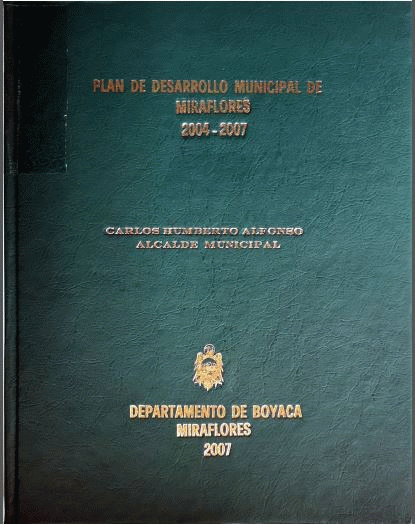 PLAN DE DESARROLLO MUNICIPAL DE
MIRAFLORES
2004-2007
CARLOS HUMBERTO ALFONSO
ALCALDE MUNICIPAL
DEPARTAMENTO DE BOYACA
MIRAFLORES
2007